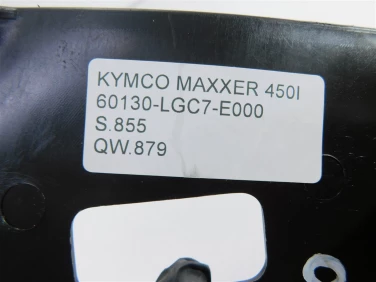 KYMCO MAXXER 450I
60130-LGC7-E000
S.855
QW.879